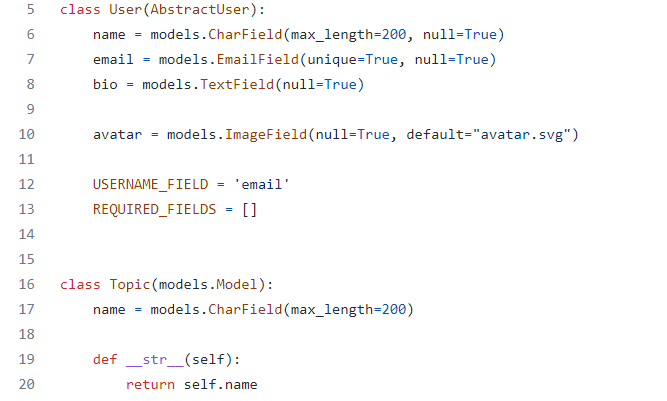 5 class User(AbstractUser):
6 name = models.CharField(max_length=200, null=True)
7 email = models.EmailField(unique=True, null=True)
8 bio = models.TextField(null=True)
9
10 avatar = models.ImageField(null=True, default="avatar.svg")
11
12 USERNAME_FIELD = 'email'
13 REQUIRED_FIELDS = []
14
15
16 class Topic(models.Model):
17 name = models.CharField(max_length=200)
18
19 def __str__(self):
20 return self.name